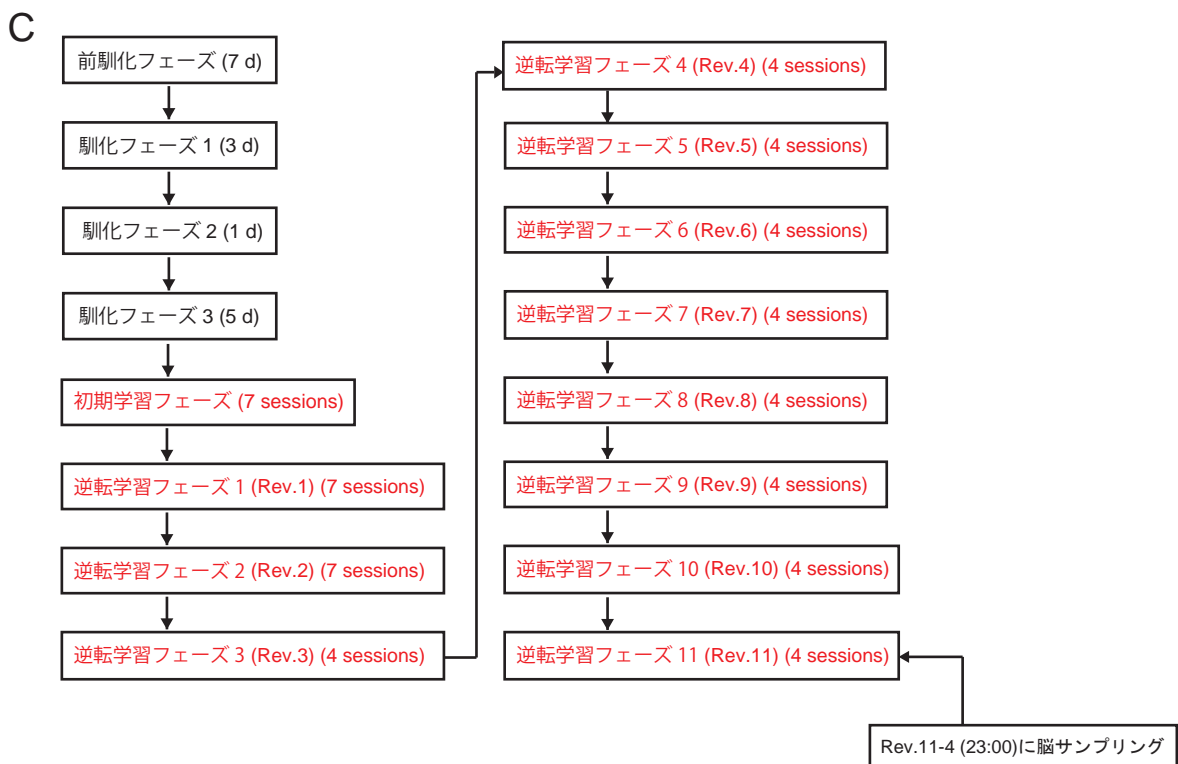 C
前馴化フェーズ (7 d)
馴化フェーズ 1 (3 d)
馴化フェーズ 2 (1 d)
馴化フェーズ 3 (5 d)
初期学習フェーズ (7 sessions)
逆転学習フェーズ 1 (Rev.1) (7 sessions)
逆転学習フェーズ 2 (Rev.2) (7 sessions)
逆転学習フェーズ 3 (Rev.3) (4 sessions)
逆転学習フェーズ 4 (Rev.4) (4 sessions)
逆転学習フェーズ 5 (Rev.5) (4 sessions)
逆転学習フェーズ 6 (Rev.6) (4 sessions)
逆転学習フェーズ 7 (Rev.7) (4 sessions)
逆転学習フェーズ 8 (Rev.8) (4 sessions)
逆転学習フェーズ 9 (Rev.9) (4 sessions)
逆転学習フェーズ 10 (Rev.10) (4 sessions)
逆転学習フェーズ 11 (Rev.11) (4 sessions)
Rev.11-4 (23:00)に脳サンプリング